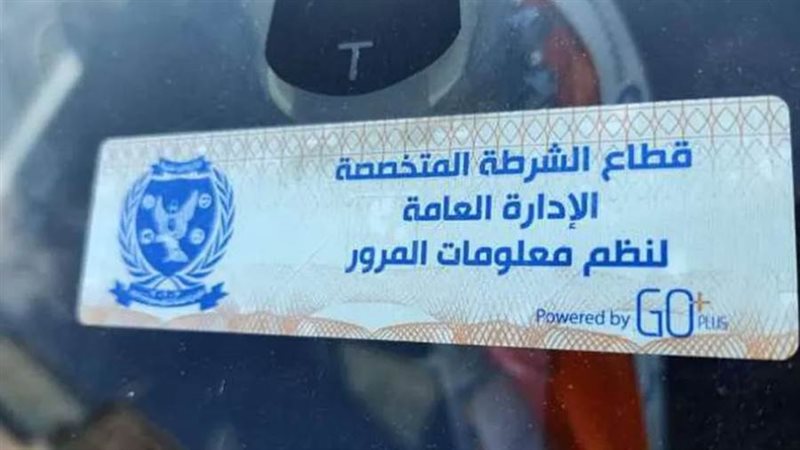 T
قطاع الشرطة المتخصصة
الإدارة العامة
لنظم معلومات المرور
Powered by GO+ PLUS